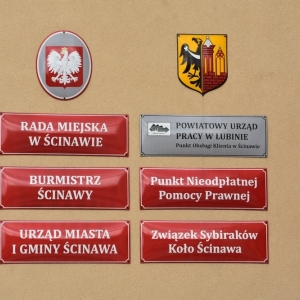 RADA MIEJSKA
W ŚCINAWIE
BURMISTRZ
ŚCINAWY
URZĄD MIASTA
I GMINY ŚCINAWA
POWIATOWY URZĄD
PRACY W LUBINIE
Punkt Obsługi Klienta w Ścinawie
Punkt Nieodpłatnej
Pomocy Prawnej
Związek Sybiraków
Koło Ścinawa